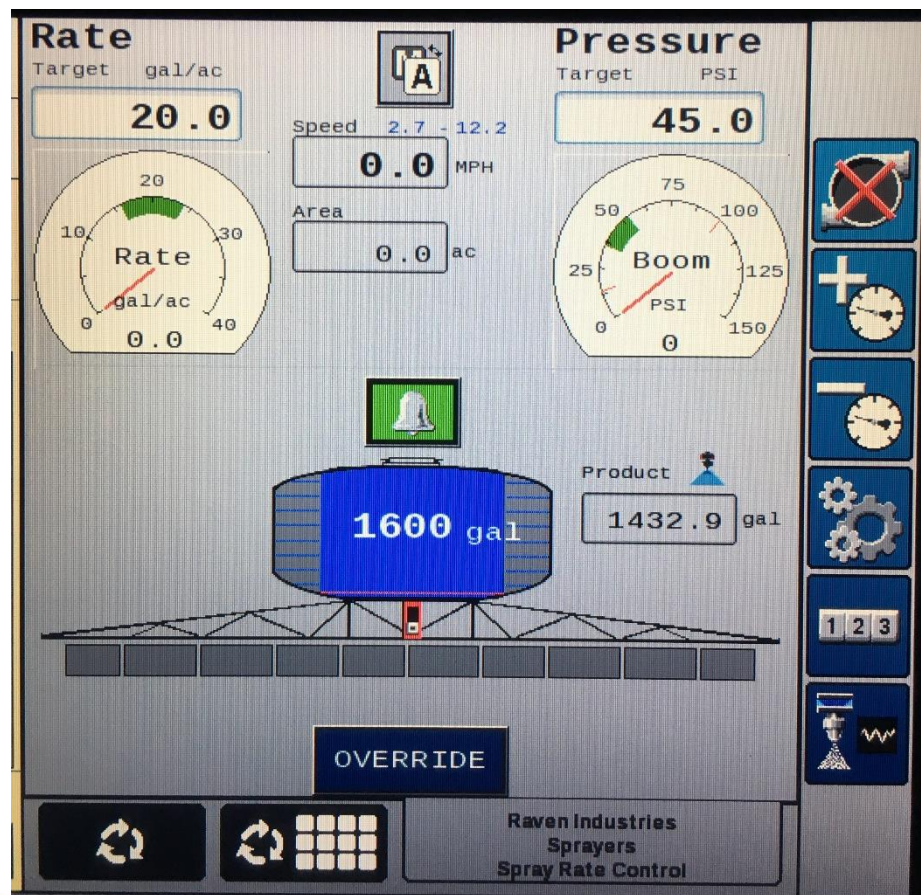 Rate
Target gal/ac
20.0
Pressure
Target PSI
45.0
M A
Speed 2.7 - 12.2
0.0 MPH
Area
0.0 ac
0
10
20
30
40
Rate
gal/ac
0.0
0
25
50
75
100
125
150
Boom
PSI
0
1600 gal
Product
1432.9 gal
1 2 3
OVERRIDE
Raven Industries
Sprayers
Spray Rate Control